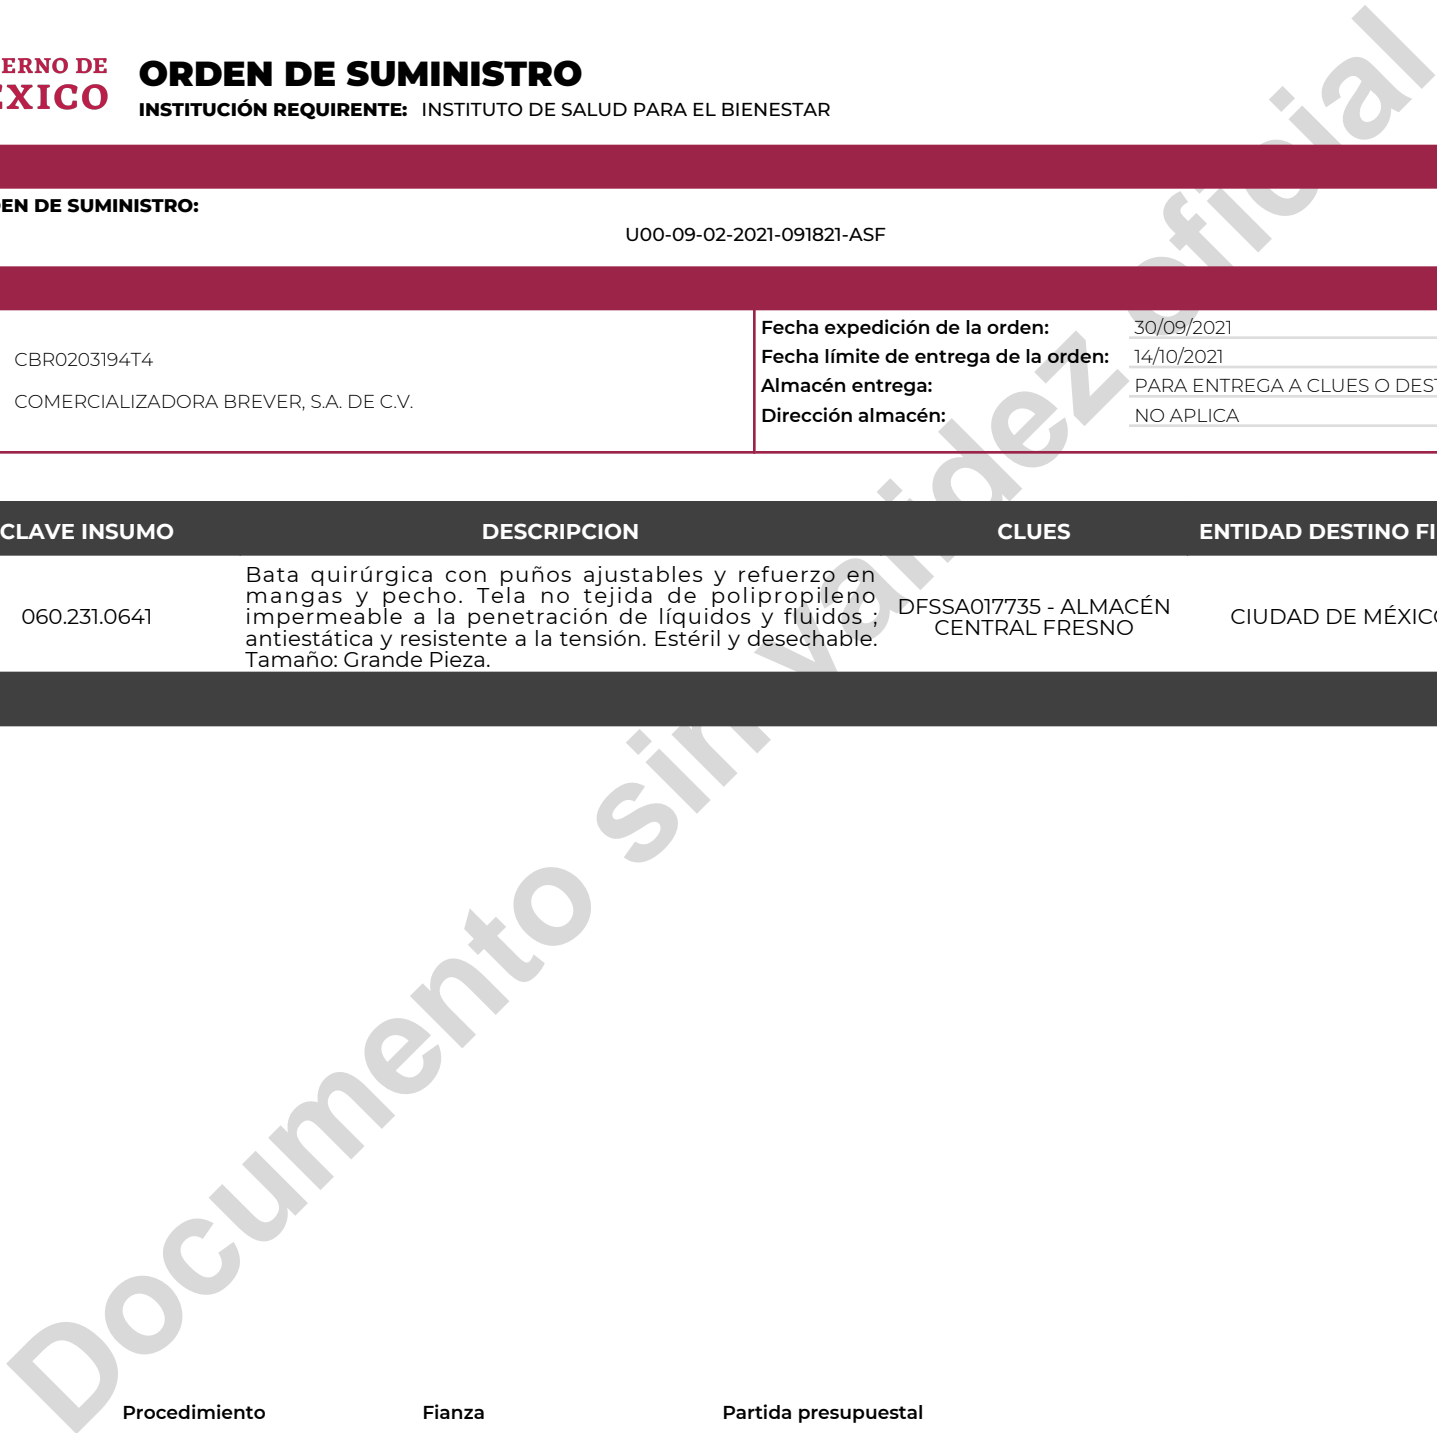 ERNO DE
ÉXICO
ORDEN DE SUMINISTRO
INSTITUCIÓN REQUIRENTE: INSTITUTO DE SALUD PARA EL BIENESTAR
EN DE SUMINISTRO:
U00-09-02-2021-091821-ASF
CBR0203194T4
COMERCIALIZADORA BREVER, S.A. DE C.V.
Fecha expedición de la orden: 30/09/2021
Fecha límite de entrega de la orden: 14/10/2021
Almacén entrega: PARA ENTREGA A CLUES O DEST
Dirección almacén: NO APLICA
CLAVE INSUMO DESCRIPCION CLUES ENTIDAD DESTINO FI
060.231.0641
Bata quirúrgica con puños ajustables y refuerzo en
mangas y pecho. Tela no tejida de polipropileno
impermeable a la penetración de líquidos y fluidos ;
antiestática y resistente a la tensión. Estéril y desechable.
Tamaño: Grande Pieza.
DFSSA017735 - ALMACÉN
CENTRAL FRESNO
CIUDAD DE MÉXICO
Documento sin validez oficial
Procedimiento Fianza Partida presupuestal